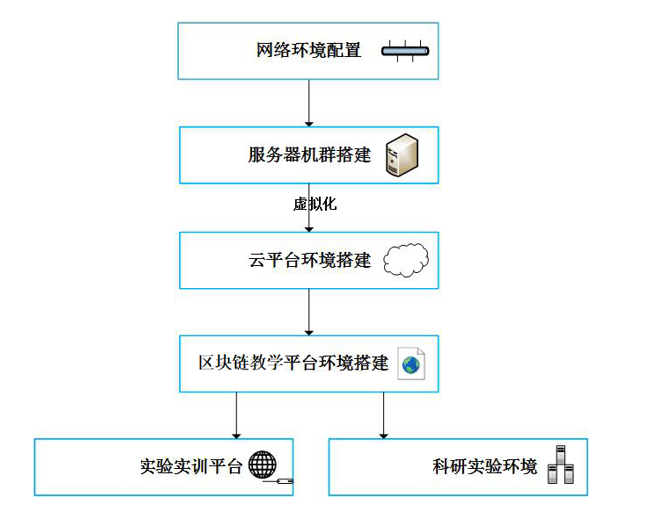 网络环境配置
服务器机群搭建
虚拟化
云平台环境搭建
区块链教学平台环境搭建
实验实训平台
科研实验环境